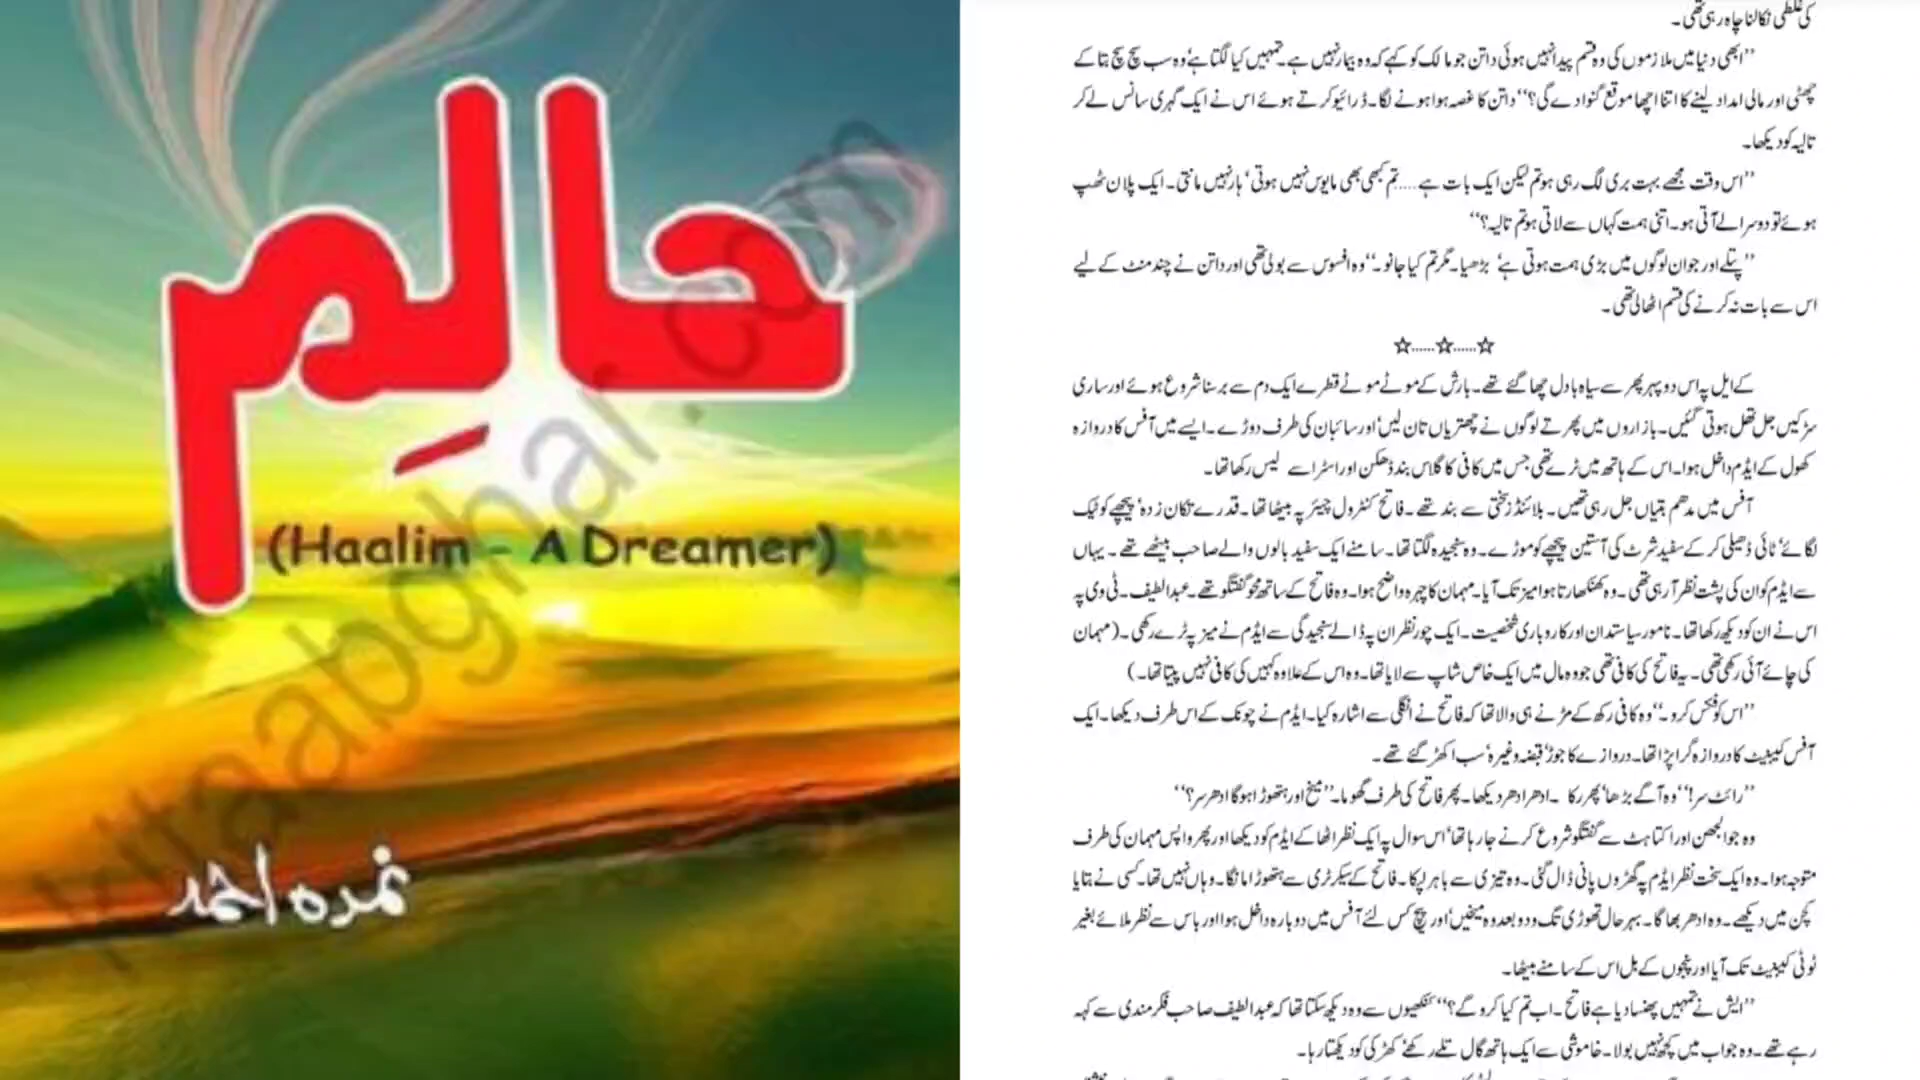 حالِم
(Haalim - A Dreamer)
نمرہ احمد
kitaabghar.com
کی غلطی نکالنا چاہ رہی تھی۔
’’ابھی دنیا میں ملازموں کی وہ قسم پیدا نہیں ہوئی داتن جو مالک کو کہے کہ وہ بیمار نہیں ہے۔ تمہیں کیا لگتا ہے‘ وہ سب سچ سچ بتا کے
چھٹی اور مالی امداد لینے کا اتنا اچھا موقع گنوا دے گی؟‘‘ داتن کا غصہ ہوا ہونے لگا۔ ڈرائیو کرتے ہوئے اس نے ایک گہری سانس لے کر
تالیہ کو دیکھا۔
’’اس وقت مجھے بہت بری لگ رہی ہو تم لیکن ایک بات ہے.... تم کبھی بھی مایوس نہیں ہوتی‘ ہار نہیں مانتی۔ ایک پلان ٹھپ
ہوئے تو دوسرا لے آتی ہو۔ اتنی ہمت کہاں سے لاتی ہو تم تالیہ؟‘‘
’’پتلے اور جوان لوگوں میں بڑی ہمت ہوتی ہے‘ بڑھیا۔ مگر تم کیا جانو۔‘‘ وہ افسوس سے بولی تھی اور داتن نے چند منٹ کے لیے
اس سے بات نہ کرنے کی قسم اٹھا لی تھی۔
☆......☆......☆
کے ایل پہ اس دوپہر پھر سے سیاہ بادل چھا گئے تھے۔ بارش کے موٹے موٹے قطرے ایک دم سے برسنا شروع ہوئے اور ساری
سڑکیں جل تھل ہوتی گئیں۔ بازاروں میں پھرتے لوگوں نے چھتریاں تان لیں‘ اور سائبان کی طرف دوڑے۔ ایسے میں آفس کا دروازہ
کھول کے ایڈم داخل ہوا۔ اس کے ہاتھ میں ٹرے تھی جس میں کافی کا گلاس بند ڈھکن اور اسٹرا سے لیس رکھا تھا۔
آفس میں مدھم بتیاں جل رہی تھیں۔ بلائنڈز سختی سے بند تھے۔ فاتح کنٹرول چیئر پہ بیٹھا تھا۔ قدرے تکان زدہ‘ پیچھے کو ٹیک
لگائے‘ ٹائی ڈھیلی کر کے سفید شرٹ کی آستین پیچھے کو موڑے۔ وہ سنجیدہ لگتا تھا۔ سامنے ایک سفید بالوں والے صاحب بیٹھے تھے۔ یہاں
سے ایڈم کو ان کی پشت نظر آ رہی تھی۔ وہ کھنکھارتا ہوا میز تک آیا۔ مہمان کا چہرہ واضح ہوا۔ وہ فاتح کے ساتھ محو گفتگو تھے۔ عبداللطیف۔ ٹی وی پہ
اس نے ان کو دیکھ رکھا تھا۔ نامور سیاستدان اور کاروباری شخصیت۔ ایک چور نظر ان پہ ڈالے سنجیدگی سے ایڈم نے میز پہ ٹرے رکھی۔ (مہمان
کی چائے آئی رکھی تھی۔ یہ فاتح کی کافی تھی جو وہ مال میں ایک خاص شاپ سے لایا تھا۔ وہ اس کے علاوہ کہیں کی کافی نہیں پیتا تھا۔)
’’اس کو فکس کرو۔‘‘ وہ کافی رکھ کے مڑنے ہی والا تھا کہ فاتح نے انگلی سے اشارہ کیا۔ ایڈم نے چونک کے اس طرف دیکھا۔ ایک
آفس کیبنیٹ کا دروازہ گرا پڑا تھا۔ دروازے کا جوڑ‘ قبضہ وغیرہ‘ سب اکھڑ گئے تھے۔
’’رائٹ سر!‘‘ وہ آگے بڑھا‘ پھر رکا۔ ادھر ادھر دیکھا۔ پھر فاتح کی طرف گھوما۔ ’’میخ اور ہتھوڑا ہوگا ادھر سر؟‘‘
وہ جو الجھن اور اکتاہٹ سے گفتگو شروع کرنے جا رہا تھا‘ اس سوال پہ ایک نظر اٹھا کے ایڈم کو دیکھا اور پھر واپس مہمان کی طرف
متوجہ ہوا۔ وہ ایک سخت نظر ایڈم پہ گھڑوں پانی ڈال گئی۔ وہ تیزی سے باہر لپکا۔ فاتح کے سیکرٹری سے ہتھوڑا مانگا۔ وہاں نہیں تھا۔ کسی نے بتایا
کچن میں دیکھے۔ وہ ادھر بھاگا۔ بہرحال تھوڑی تگ و دو بعد وہ میخیں‘ اور پیچ کس لئے آفس میں دوبارہ داخل ہوا اور باس سے نظر ملائے بغیر
ٹوٹی کیبنیٹ تک آیا اور پنجوں کے بل اس کے سامنے بیٹھا۔
’’ایش نے تمہیں پھنسا دیا ہے فاتح۔ اب تم کیا کرو گے؟‘‘ کنکھیوں سے وہ دیکھ سکتا تھا کہ عبداللطیف صاحب فکرمندی سے کہہ
رہے تھے۔ وہ جواب میں کچھ نہیں بولا۔ خاموشی سے ایک ہاتھ گال تلے رکھے‘ کھڑکی کو دیکھتا رہا۔